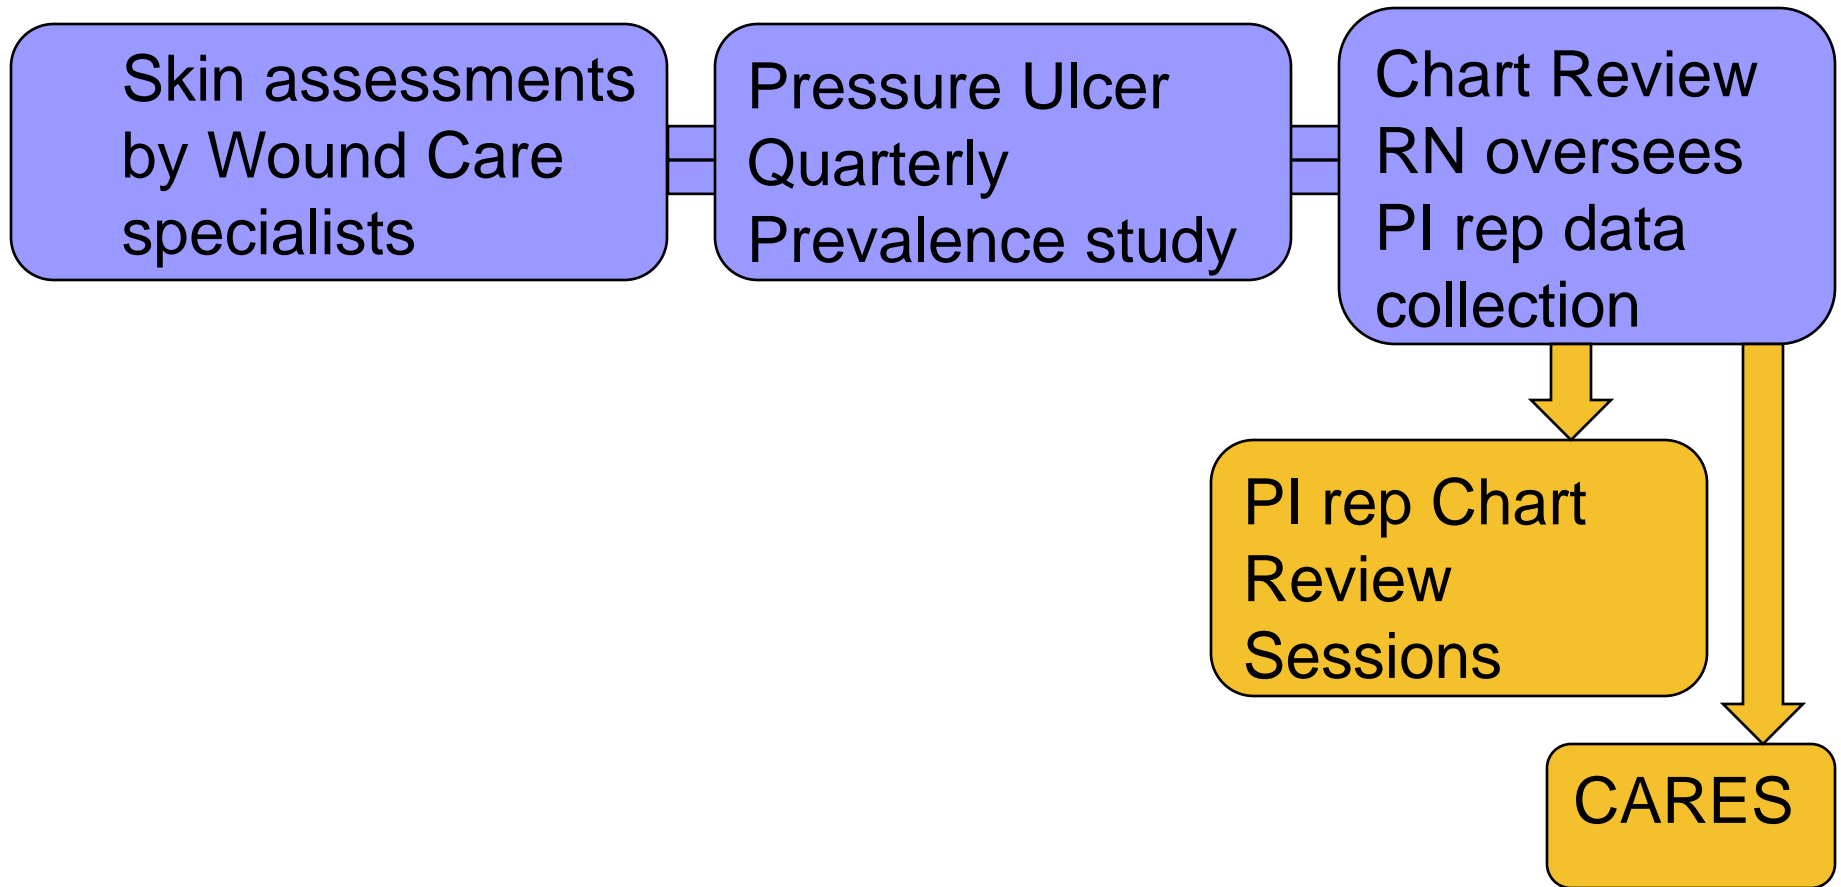 Skin assessments
by Wound Care
specialists
Pressure Ulcer
Quarterly
Prevalence study
Chart Review
RN oversees
PI rep data
collection
PI rep Chart
Review
Sessions
CARES